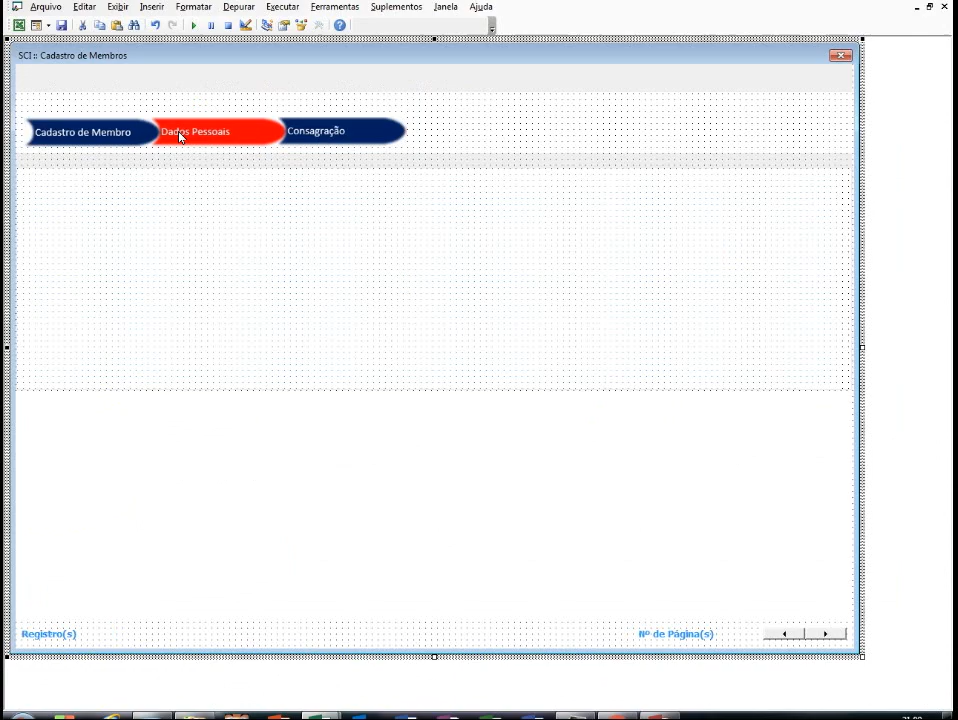 Arquivo Editar Exibir Inserir Formatar Depurar Executar Ferramentas Suplementos Janela Ajuda
SCI :: Cadastro de Membros
Cadastro de Membro Dados Pessoais Consagração
Registro(s) Nº de Página(s)